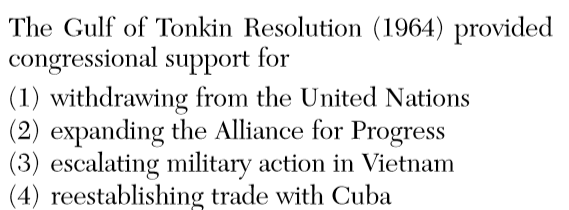 The Gulf of Tonkin Resolution (1964) provided
congressional support for
(1) withdrawing from the United Nations
(2) expanding the Alliance for Progress
(3) escalating military action in Vietnam
(4) reestablishing trade with Cuba